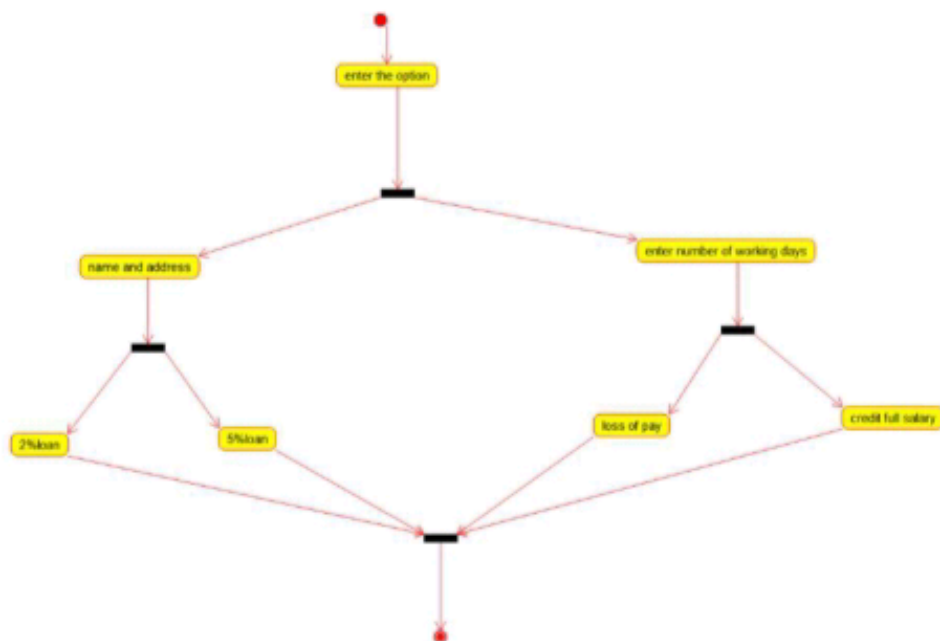 enter the option
enter number of working days
name and address
credit full salary
loss of pay
5%loan
2%loan